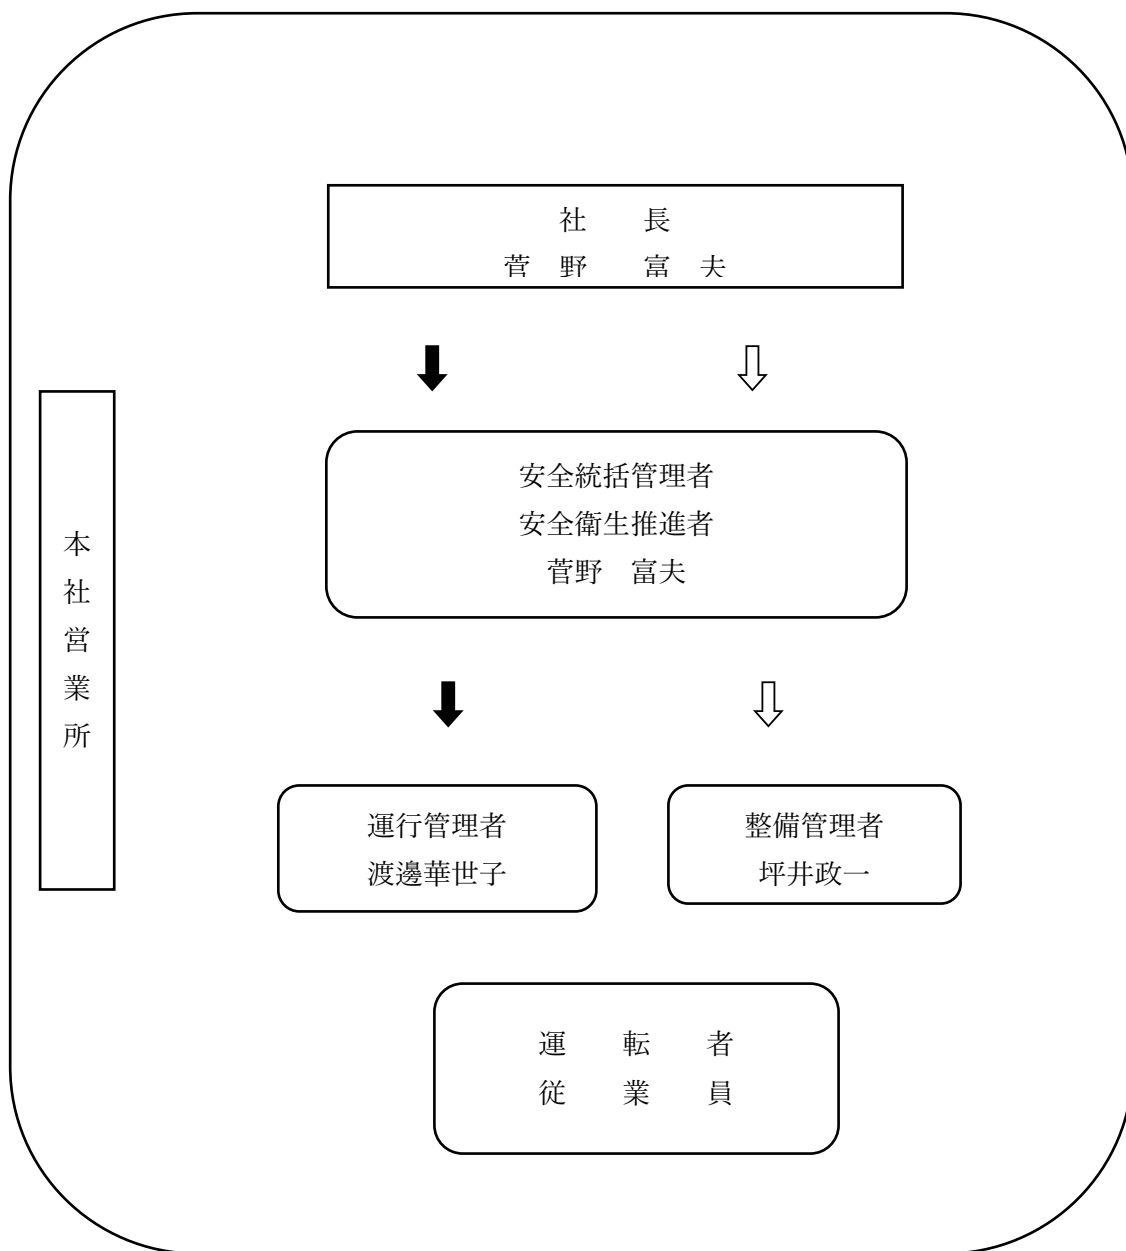 社　　長
菅　野　　富　夫
本社営業所
安全統括管理者
安全衛生推進者
菅野　富夫
運行管理者
渡邊華世子
整備管理者
坪井政一
運　　転　　者
従　　業　　員